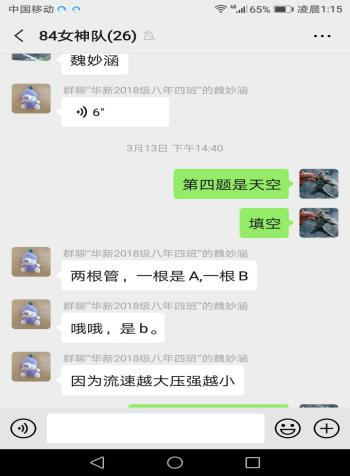 中国移动 4G 65% 凌晨1:15
84女神队(26)
魏妙涵
群聊“华新2018级八年四班”的魏妙涵
6"
3月13日 下午14:40
第四题是天空
填空
群聊“华新2018级八年四班”的魏妙涵
两根管，一根是A,一根B
群聊“华新2018级八年四班”的魏妙涵
哦哦，是b。
群聊“华新2018级八年四班”的魏妙涵
因为流速越大压强越小